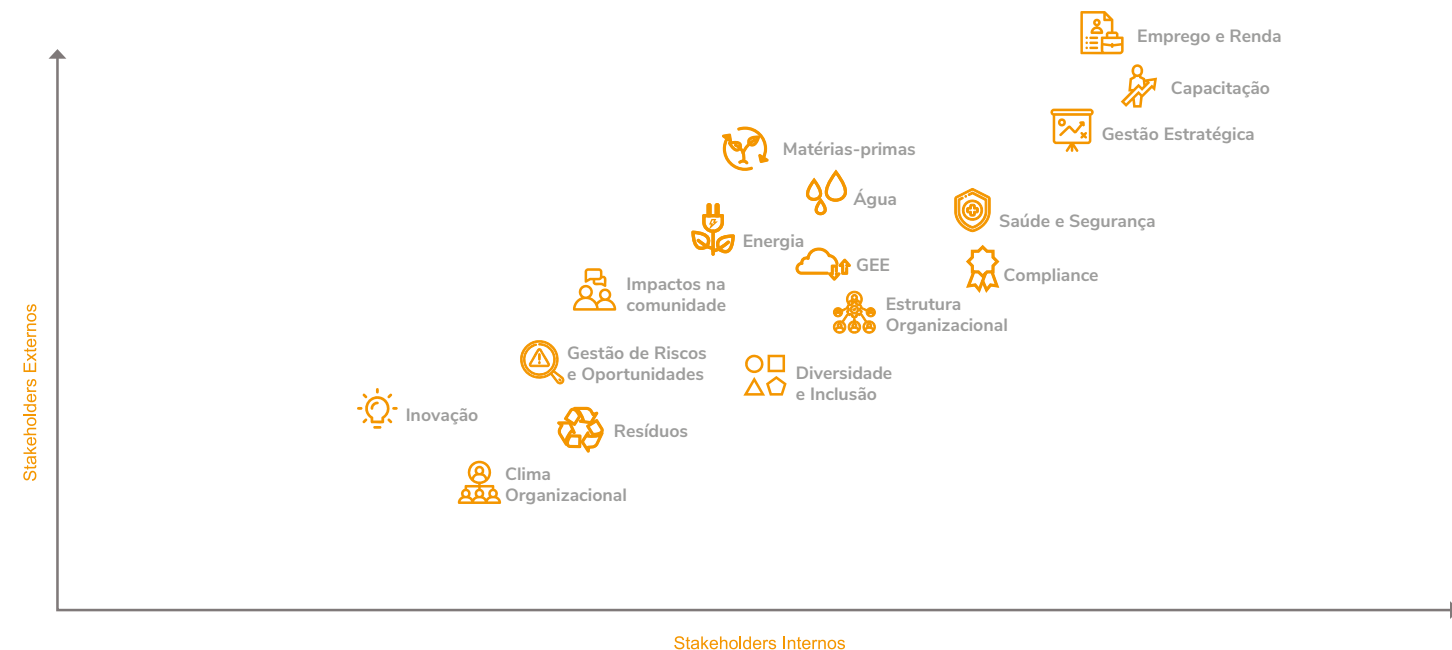 Emprego e Renda
Capacitação
Gestão Estratégica
Matérias-primas
Água
Saúde e Segurança
Energia
GEE
Compliance
Impactos na
comunidade
Estrutura
Organizacional
Gestão de Riscos
e Oportunidades
Diversidade
e Inclusão
Inovação
Resíduos
Clima
Organizacional
Stakeholders Externos
Stakeholders Internos